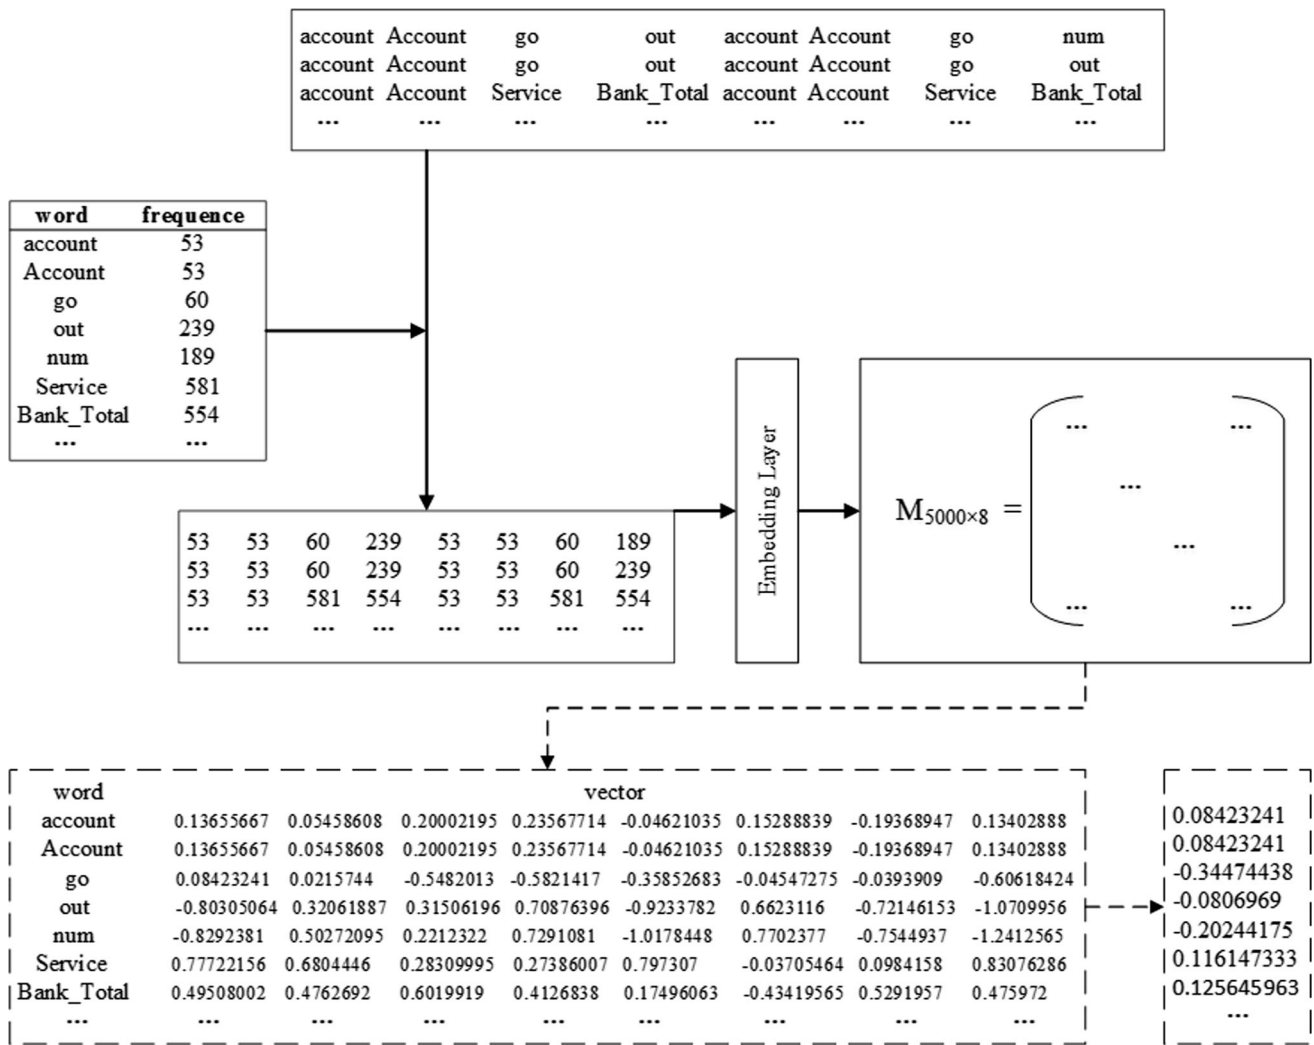 account Account go out account Account go num
account Account go out account Account go out
account Account Service Bank_Total account Account Service Bank_Total
... ... ... ... ... ... ... ...
word frequence
account 53
Account 53
go 60
out 239
num 189
Service 581
Bank_Total 554
... ...
53 53 60 239 53 53 60 189
53 53 60 239 53 53 60 239
53 53 581 554 53 53 581 554
... ... ... ... ... ... ... ...
Embedding Layer
... ...
...
M5000×8 =
...
... ...
word vector
account 0.13655667 0.05458608 0.20002195 0.23567714 -0.04621035 0.15288839 -0.19368947 0.13402888
Account 0.13655667 0.05458608 0.20002195 0.23567714 -0.04621035 0.15288839 -0.19368947 0.13402888
go 0.08423241 0.0215744 -0.5482013 -0.5821417 -0.35852683 -0.04547275 -0.0393909 -0.60618424
out -0.80305064 0.32061887 0.31506196 0.70876396 -0.9233782 0.6623116 -0.72146153 -1.0709956
num -0.8292381 0.50272095 0.2212322 0.7291081 -1.0178448 0.7702377 -0.7544937 -1.2412565
Service 0.77722156 0.6804446 0.28309995 0.27386007 0.797307 -0.03705464 0.0984158 0.83076286
Bank_Total 0.49508002 0.4762692 0.6019919 0.4126838 0.17496063 -0.43419565 0.5291957 0.475972
... ... ... ... ... ... ... ... ...
0.08423241
0.08423241
-0.34474438
-0.0806969
-0.20244175
0.116147333
0.125645963
...